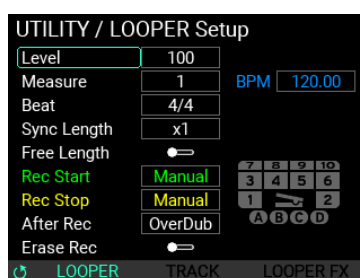 UTILITY / LOOPER Setup
Level 100
Measure 1 BPM 120.00
Beat 4/4
Sync Length x1
Free Length
7 8 9 10
Rec Start Manual 3 4 5 6
Rec Stop Manual 1 2
After Rec OverDub A B C D
Erase Rec
LOOPER TRACK LOOPER FX